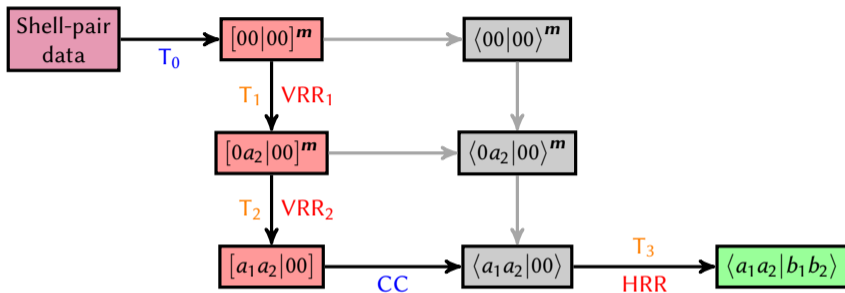 Shell-pair
data
T₀
[00|00]ᵐ
⟨00|00⟩ᵐ
T₁ VRR₁
[0a₂|00]ᵐ
⟨0a₂|00⟩ᵐ
T₂ VRR₂
[a₁a₂|00]
CC
⟨a₁a₂|00⟩
T₃
HRR
⟨a₁a₂|b₁b₂⟩